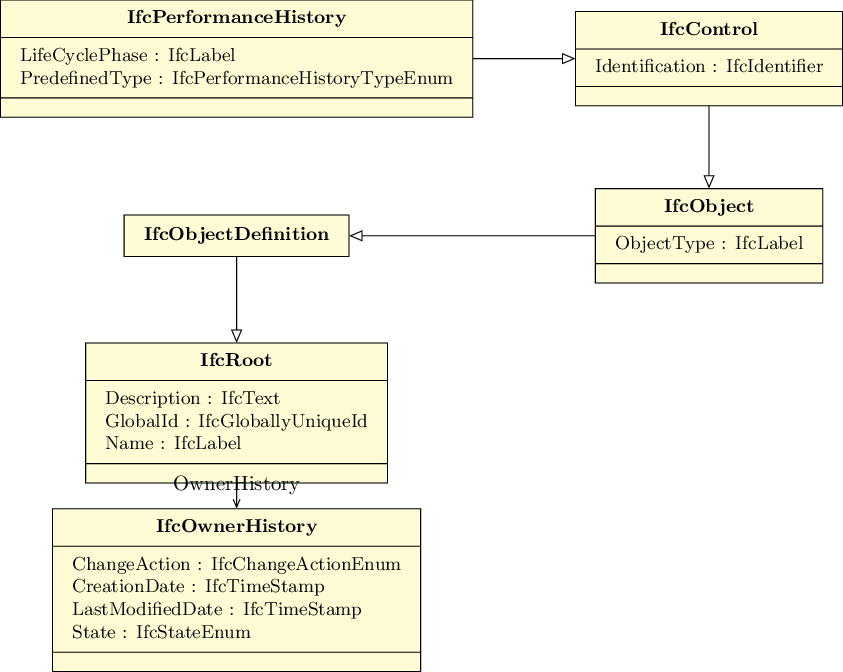 IfcPerformanceHistory
LifeCyclePhase : IfcLabel
PredefinedType : IfcPerformanceHistoryTypeEnum
IfcControl
Identification : IfcIdentifier
IfcObject
ObjectType : IfcLabel
IfcObjectDefinition
IfcRoot
Description : IfcText
GlobalId : IfcGloballyUniqueId
Name : IfcLabel
OwnerHistory
IfcOwnerHistory
ChangeAction : IfcChangeActionEnum
CreationDate : IfcTimeStamp
LastModifiedDate : IfcTimeStamp
State : IfcStateEnum